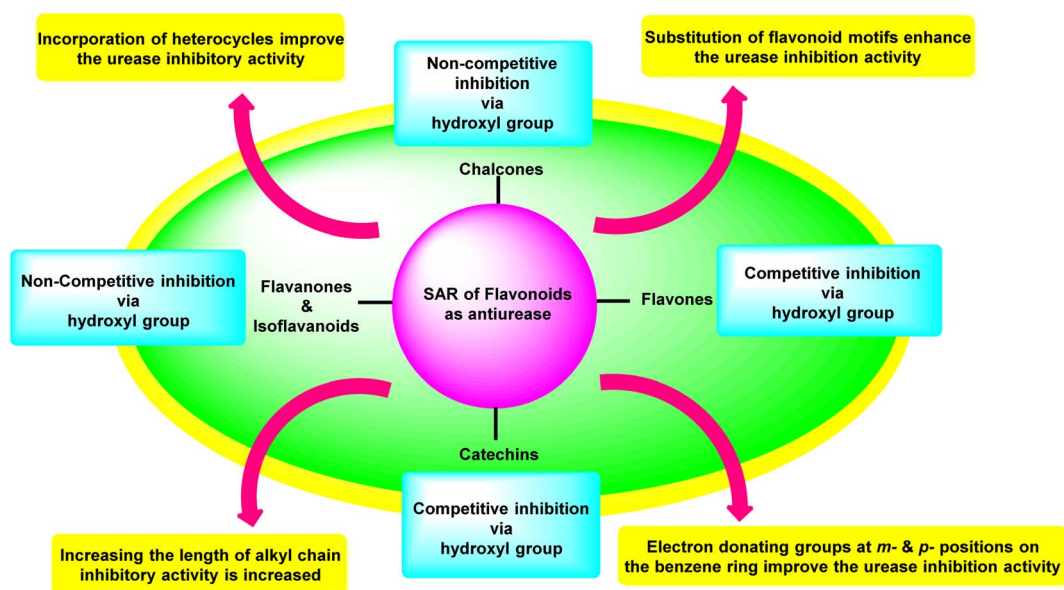 Incorporation of heterocycles improve
the urease inhibitory activity
Substitution of flavonoid motifs enhance
the urease inhibition activity
Non-competitive
inhibition
via
hydroxyl group
Chalcones
Non-Competitive inhibition
via
hydroxyl group
Flavanones
&
Isoflavanoids
SAR of Flavonoids
as antiurease
Flavones
Competitive inhibition
via
hydroxyl group
Catechins
Competitive inhibition
via
hydroxyl group
Increasing the length of alkyl chain
inhibitory activity is increased
Electron donating groups at m- & p- positions on
the benzene ring improve the urease inhibition activity